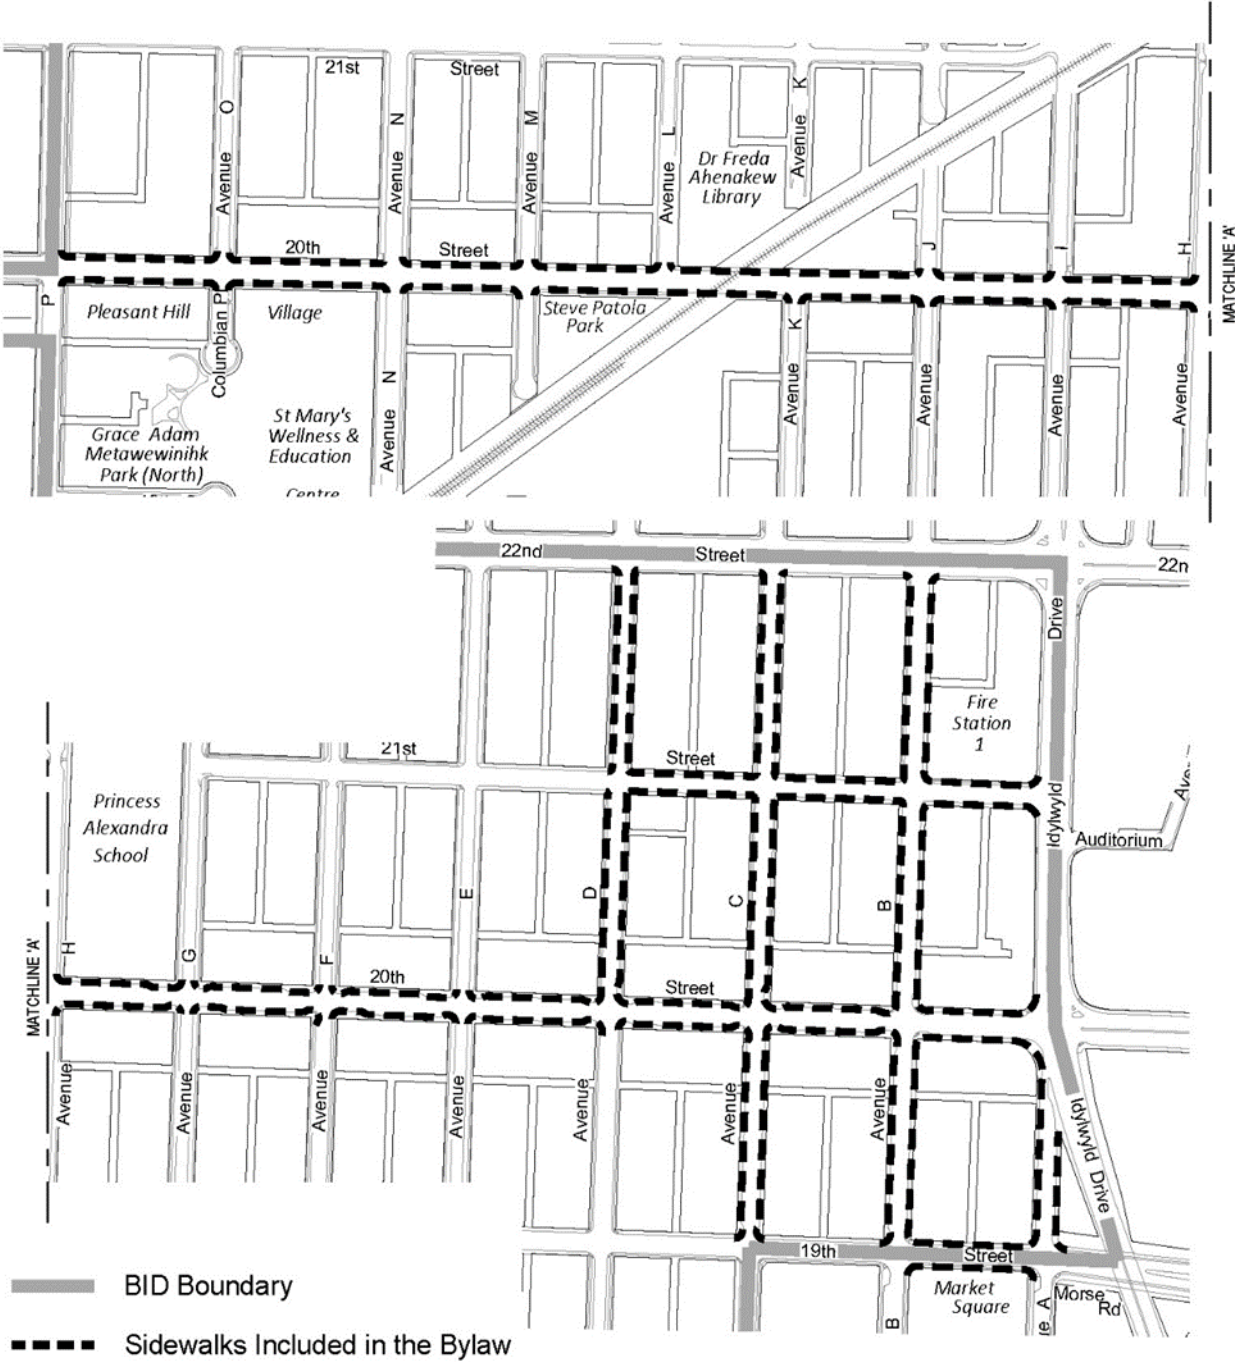 21st Street
Avenue O
Avenue N
Avenue M
Avenue L
Avenue K
Dr Freda
Ahenakew
Library
20th Street
J
I
H
MATCHLINE 'A'
P
Pleasant Hill
Columbian P
Village
Steve Patola
Park
K
Avenue
Avenue
Avenue
Avenue
Avenue N
Grace Adam
Metawewinihk
Park (North)
St Mary's
Wellness &
Education
Centre
22nd Street
22n
Drive
Fire
Station
1
21st Street
Idylwyld
Auditorium
Ave
Princess
Alexandra
School
MATCHLINE 'A'
H
G
F
E
D
C
B
20th Street
Avenue
Avenue
Avenue
Avenue
Avenue
Avenue
Avenue
Drive
19th Street
Market
Square
B
ue A
Morse
Rd
BID Boundary
Sidewalks Included in the Bylaw